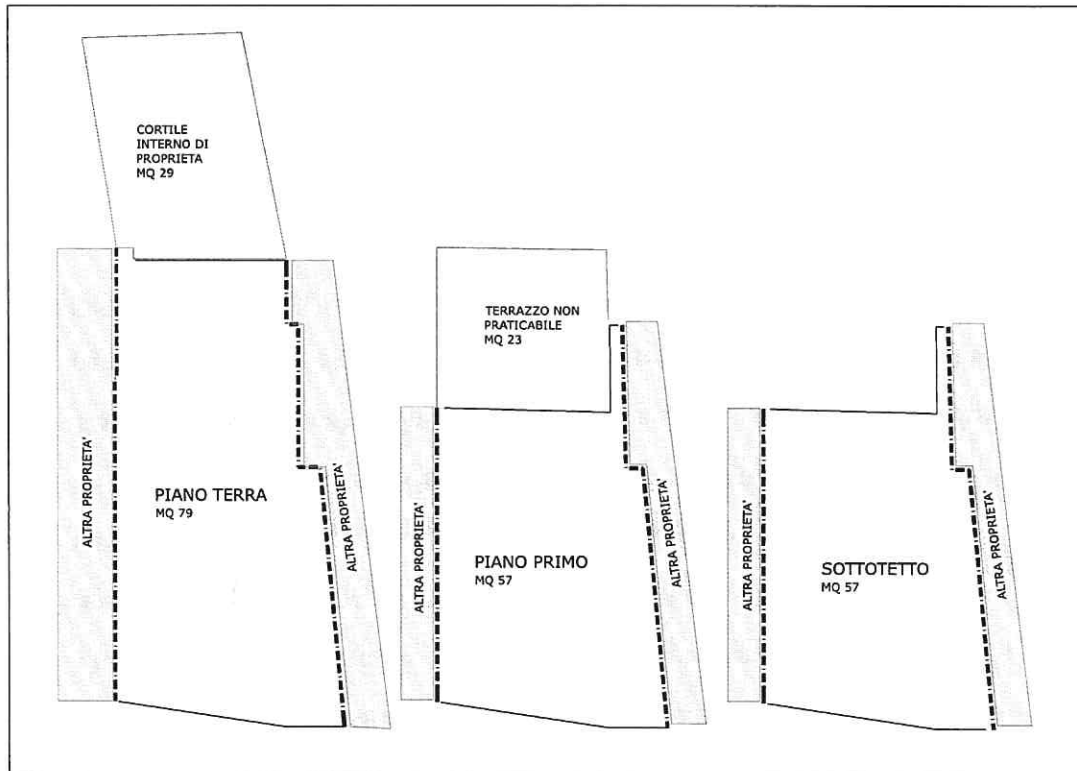 CORTILE
INTERNO DI
PROPRIETA
MQ 29
ALTRA PROPRIETA'
PIANO TERRA
MQ 79
ALTRA PROPRIETA'
TERRAZZO NON
PRATICABILE
MQ 23
ALTRA PROPRIETA'
PIANO PRIMO
MQ 57
ALTRA PROPRIETA'
ALTRA PROPRIETA'
SOTTOTETTO
MQ 57
ALTRA PROPRIETA'